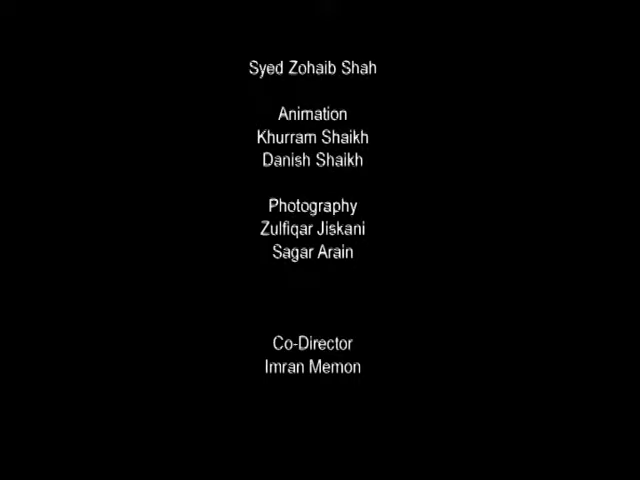 Syed Zohaib Shah
Animation
Khurram Shaikh
Danish Shaikh
Photography
Zulfiqar Jiskani
Sagar Arain
Co-Director
Imran Memon